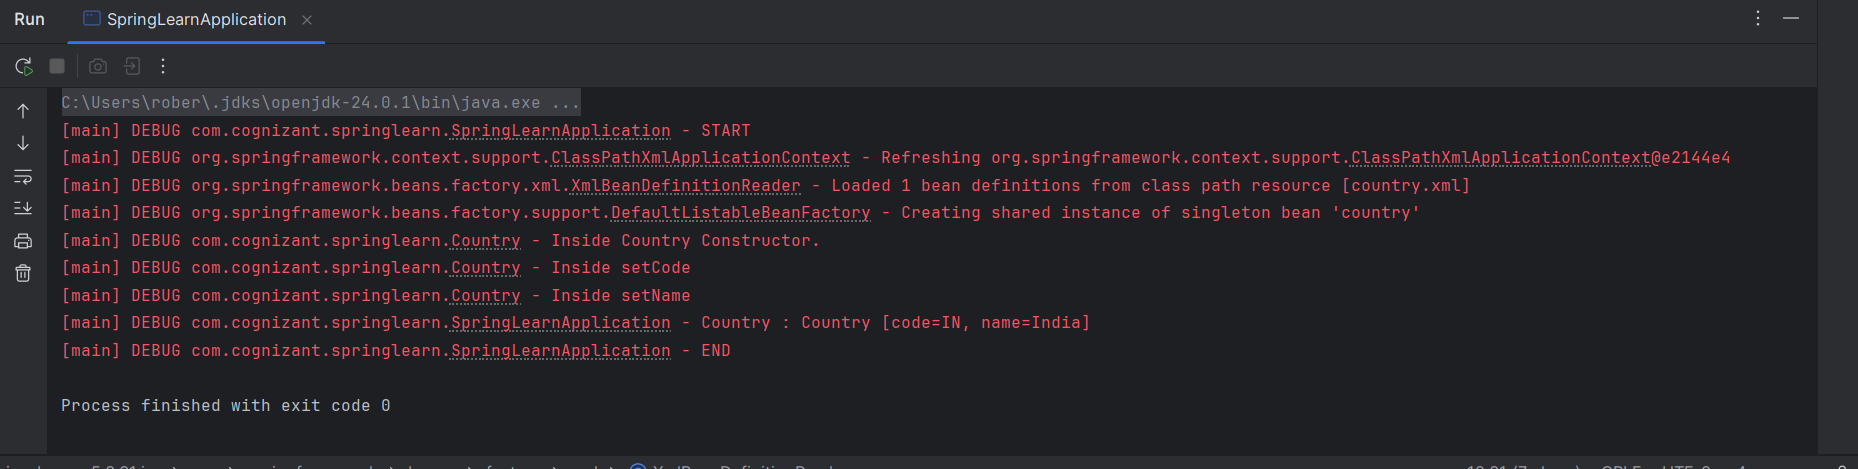 Run
SpringLearnApplication
C:\Users\rober\.jdks\openjdk-24.0.1\bin\java.exe ...
[main] DEBUG com.cognizant.springlearn.SpringLearnApplication - START
[main] DEBUG org.springframework.context.support.ClassPathXmlApplicationContext - Refreshing org.springframework.context.support.ClassPathXmlApplicationContext@e2144e4
[main] DEBUG org.springframework.beans.factory.xml.XmlBeanDefinitionReader - Loaded 1 bean definitions from class path resource [country.xml]
[main] DEBUG org.springframework.beans.factory.support.DefaultListableBeanFactory - Creating shared instance of singleton bean 'country'
[main] DEBUG com.cognizant.springlearn.Country - Inside Country Constructor.
[main] DEBUG com.cognizant.springlearn.Country - Inside setCode
[main] DEBUG com.cognizant.springlearn.Country - Inside setName
[main] DEBUG com.cognizant.springlearn.SpringLearnApplication - Country : Country [code=IN, name=India]
[main] DEBUG com.cognizant.springlearn.SpringLearnApplication - END
Process finished with exit code 0